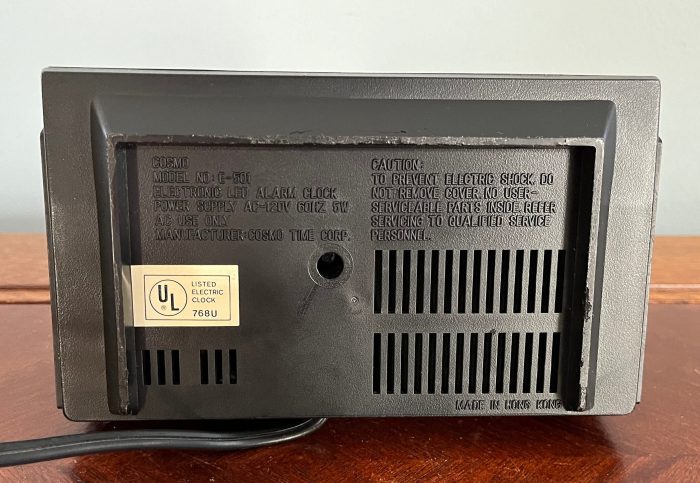 COSMO
MODEL NO.: E-501
ELECTRONIC LED ALARM CLOCK
POWER SUPPLY AC-120V 60HZ 5W
AC USE ONLY
MANUFACTURER-COSMO TIME CORP.
CAUTION:
TO PREVENT ELECTRIC SHOCK, DO
NOT REMOVE COVER. NO USER-
SERVICEABLE PARTS INSIDE. REFER
SERVICING TO QUALIFIED SERVICE
PERSONNEL.
UL
®
LISTED
ELECTRIC
CLOCK
768U
MADE IN HONG KONG